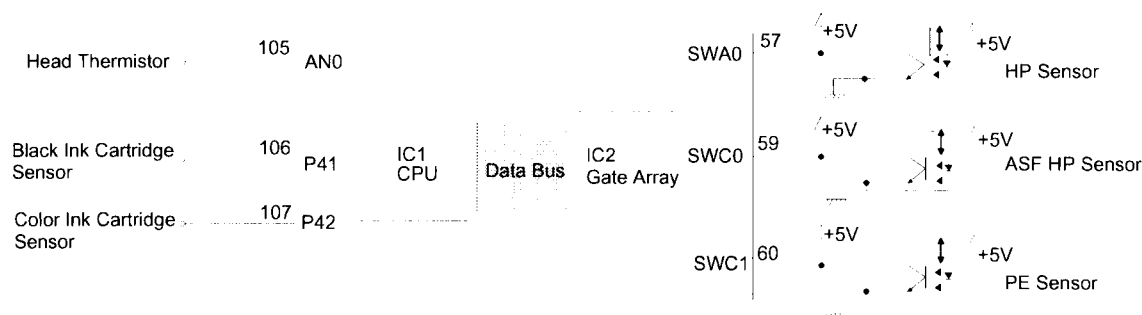 Head Thermistor
105
AN0
Black Ink Cartridge
Sensor
106
P41
Color Ink Cartridge
Sensor
107
P42
IC1
CPU
Data Bus
IC2
Gate Array
SWA0
57
+5V
+5V
HP Sensor
SWC0
59
+5V
+5V
ASF HP Sensor
SWC1
60
+5V
+5V
PE Sensor